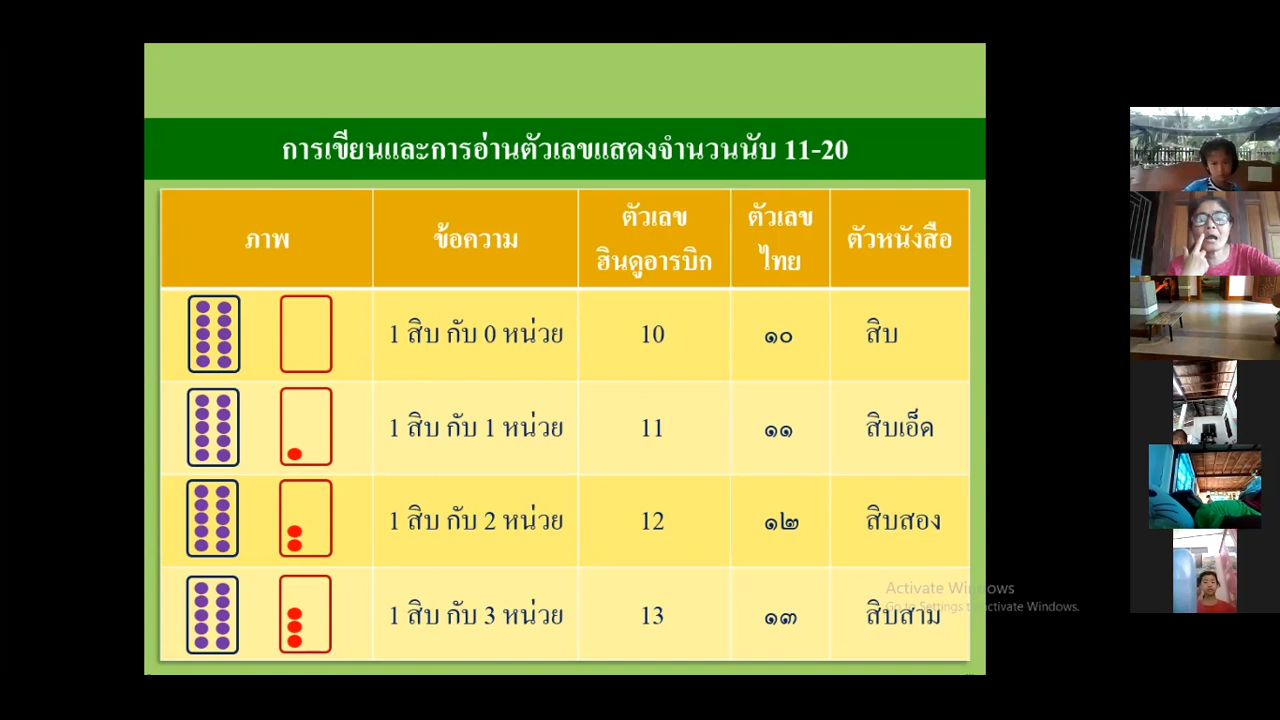 การเขียนและการอ่านตัวเลขแสดงจำนวนนับ 11-20
ภาพ
ข้อความ
ตัวเลข
ฮินดูอารบิก
ตัวเลข
ไทย
ตัวหนังสือ
1 สิบ กับ 0 หน่วย 10 ๑๐ สิบ
1 สิบ กับ 1 หน่วย 11 ๑๑ สิบเอ็ด
1 สิบ กับ 2 หน่วย 12 ๑๒ สิบสอง
1 สิบ กับ 3 หน่วย 13 ๑๓ สิบสาม
Activate Windows
Go to Settings to activate Windows.